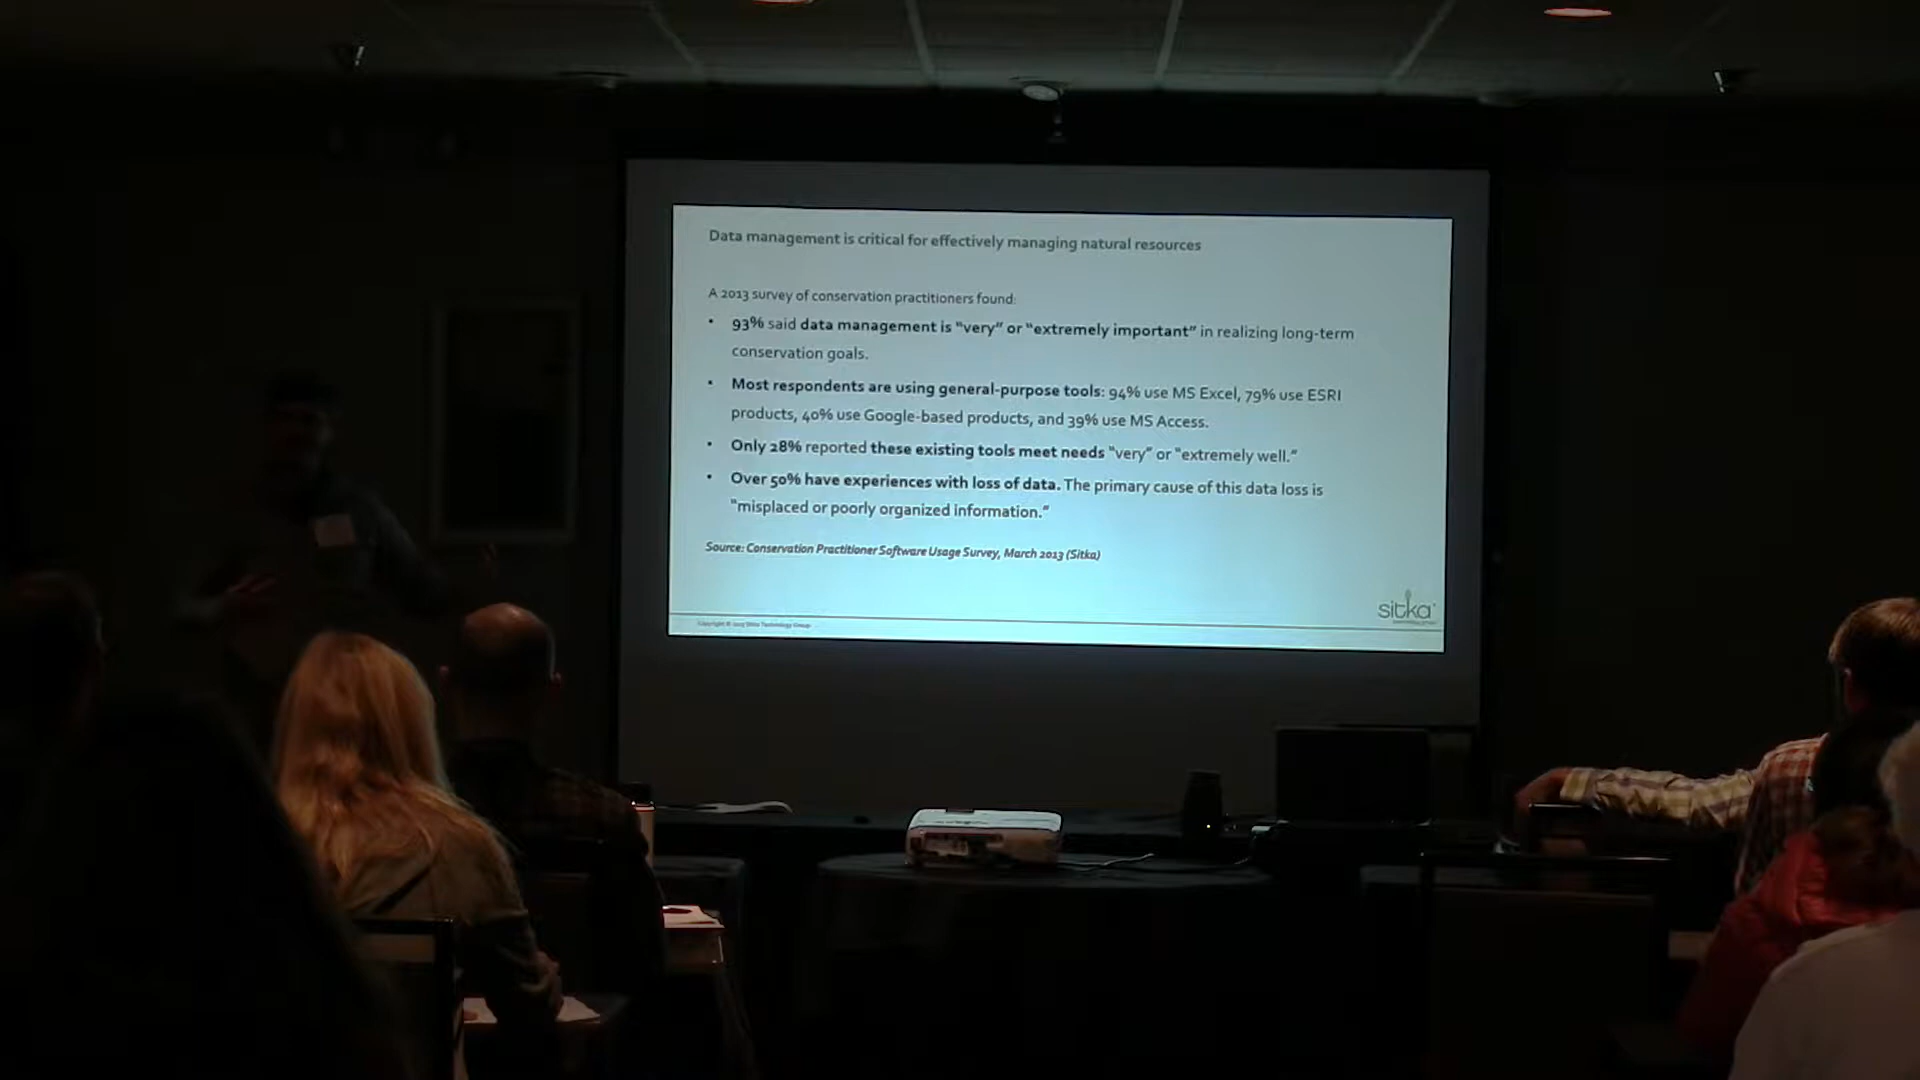 Data management is critical for effectively managing natural resources
A 2013 survey of conservation practitioners found:
• 93% said data management is “very” or “extremely important” in realizing long-term
conservation goals.
• Most respondents are using general-purpose tools: 94% use MS Excel, 79% use ESRI
products, 40% use Google-based products, and 39% use MS Access.
• Only 28% reported these existing tools meet needs “very” or “extremely well.”
• Over 50% have experiences with loss of data. The primary cause of this data loss is
“misplaced or poorly organized information.”
Source: Conservation Practitioner Software Usage Survey, March 2013 (Sitka)
sitka
Copyright © 2013 Sitka Technology Group